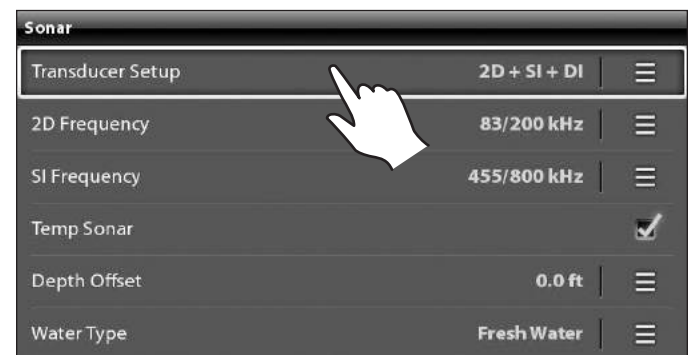 Sonar
Transducer Setup 2D + SI + DI
2D Frequency 83/200 kHz
SI Frequency 455/800 kHz
Temp Sonar
Depth Offset 0.0 ft
Water Type Fresh Water